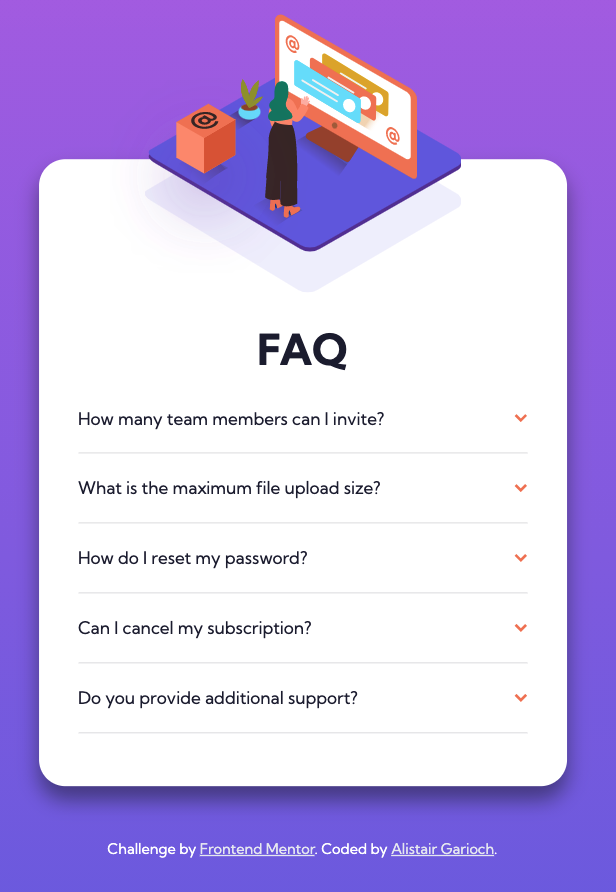 @
@
@
FAQ
How many team members can I invite?
What is the maximum file upload size?
How do I reset my password?
Can I cancel my subscription?
Do you provide additional support?
Challenge by Frontend Mentor. Coded by Alistair Garioch.